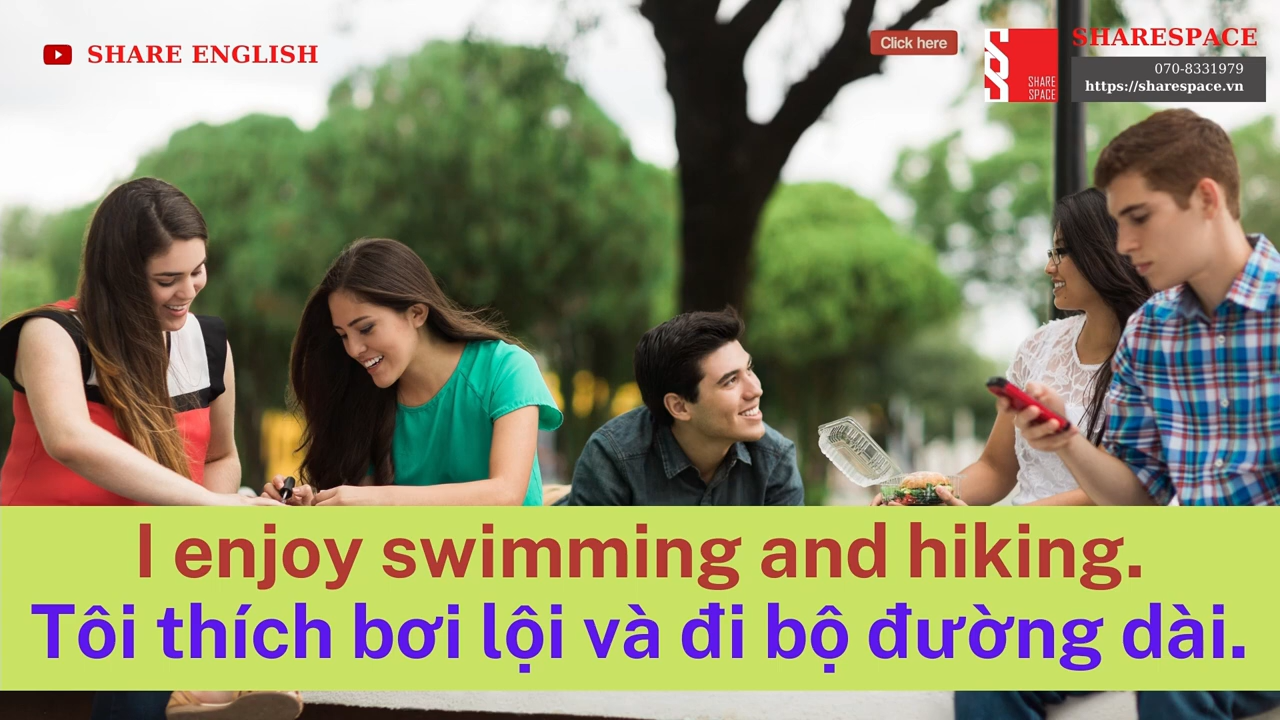 SHARE ENGLISH
Click here
SHARE
SPACE
SHARESPACE
070-8331979
https://sharespace.vn
I enjoy swimming and hiking.
Tôi thích bơi lội và đi bộ đường dài.